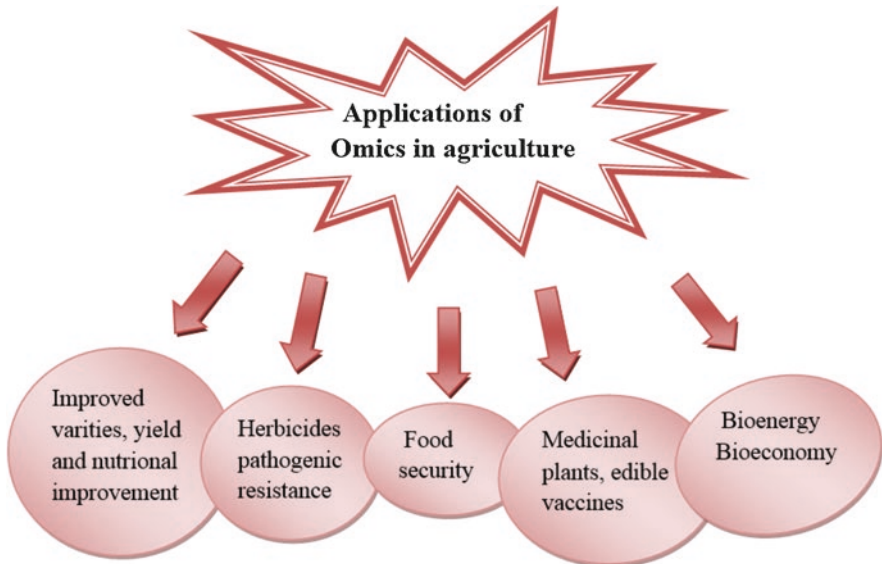 Applications of
Omics in agriculture
Improved
varities, yield
and nutrional
improvement
Herbicides
pathogenic
resistance
Food
security
Medicinal
plants, edible
vaccines
Bioenergy
Bioeconomy